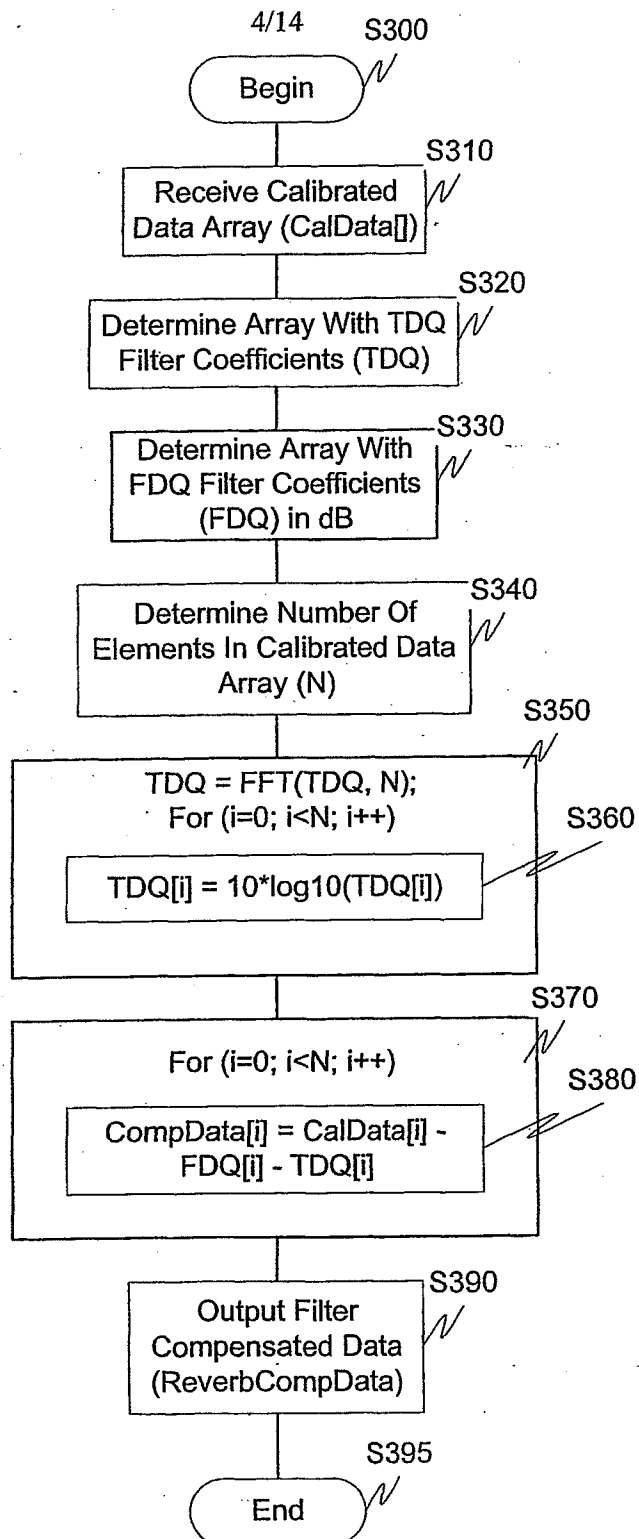 4/14
S300
Begin
S310
Receive Calibrated
Data Array (CalData[])
S320
Determine Array With TDQ
Filter Coefficients (TDQ)
S330
Determine Array With
FDQ Filter Coefficients
(FDQ) in dB
S340
Determine Number Of
Elements In Calibrated Data
Array (N)
S350
TDQ = FFT(TDQ, N);
For (i=0; i<N; i++)
S360
TDQ[i] = 10*log10(TDQ[i])
S370
For (i=0; i<N; i++)
S380
CompData[i] = CalData[i] -
FDQ[i] - TDQ[i]
S390
Output Filter
Compensated Data
(ReverbCompData)
S395
End